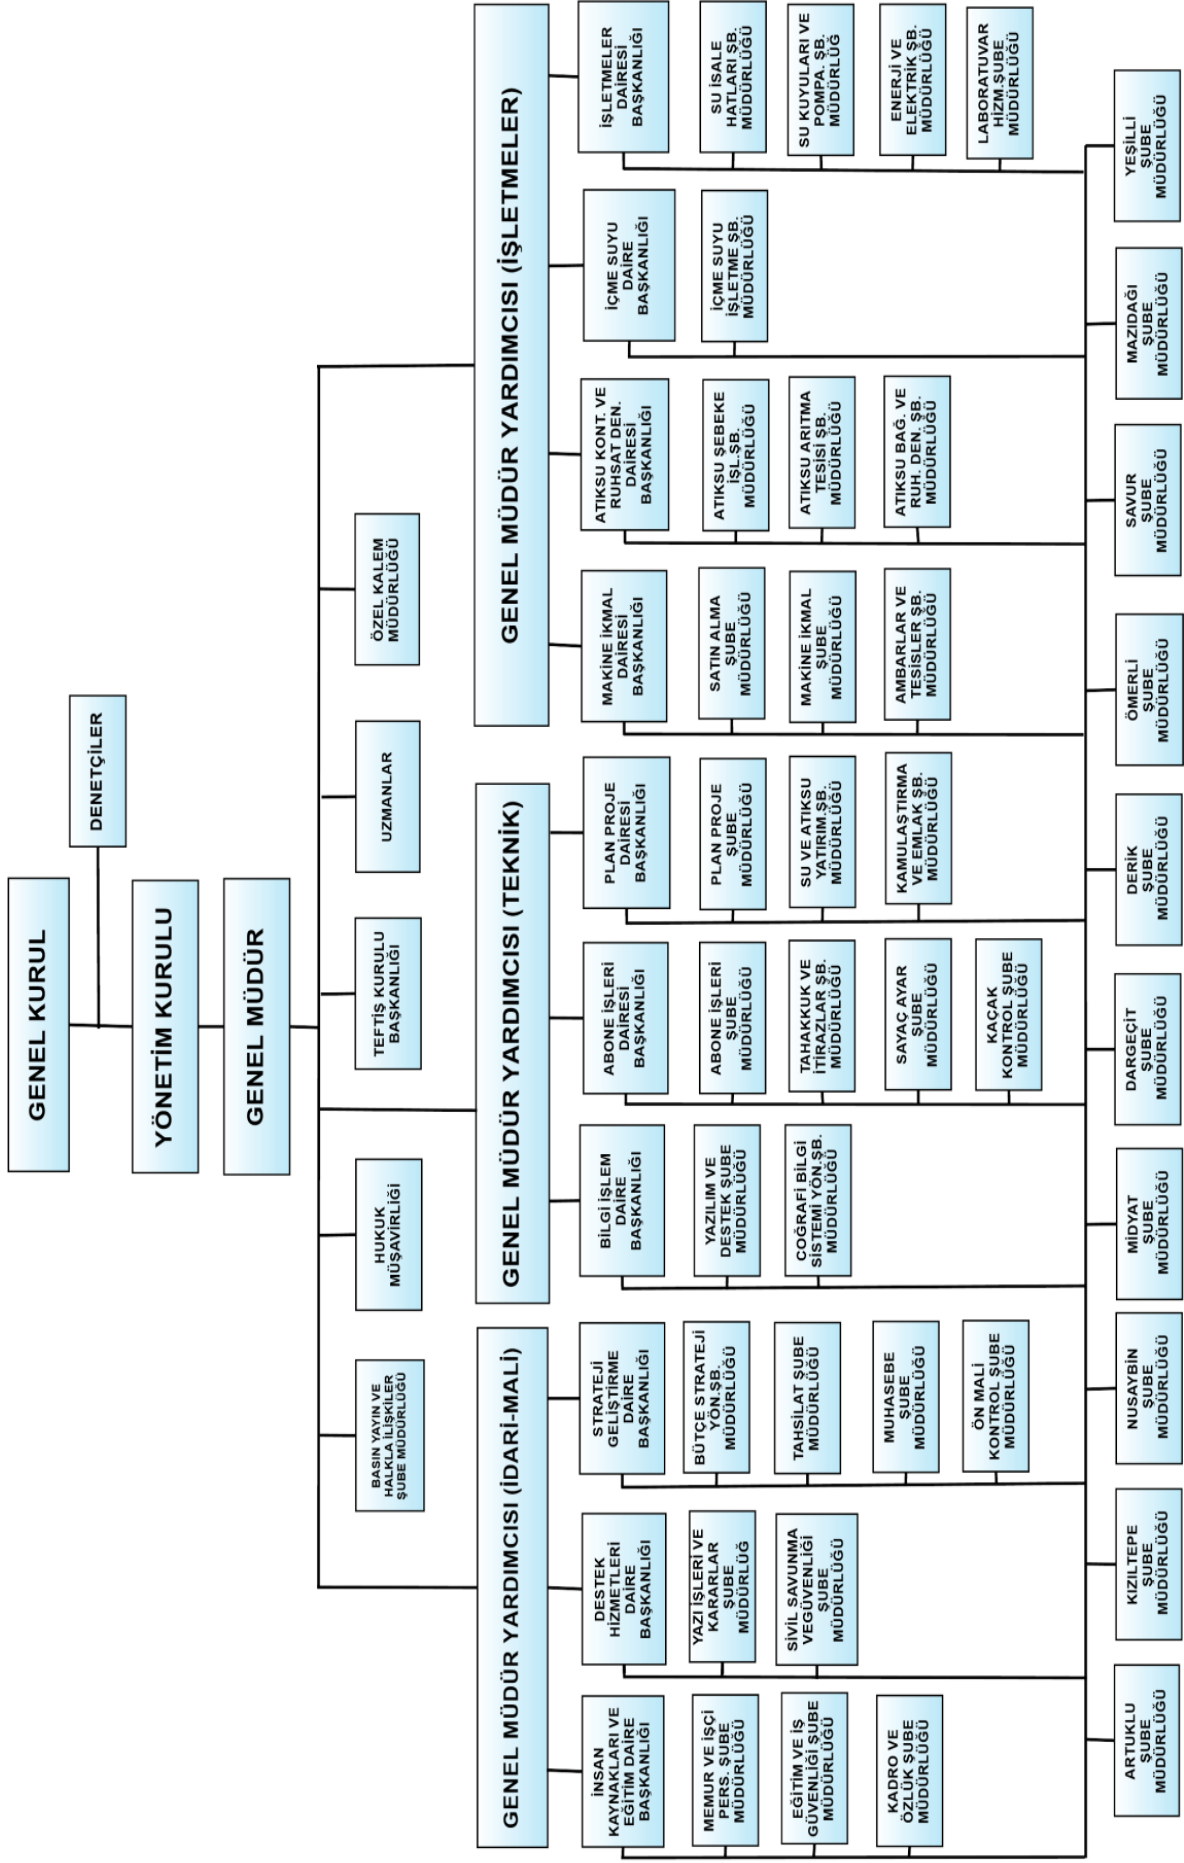 GENEL KURUL
DENETÇİLER
YÖNETİM KURULU
GENEL MÜDÜR
BASIN YAYIN VE
HALKLA İLİŞKİLER
ŞUBE MÜDÜRLÜĞÜ
HUKUK
MÜŞAVİRLİĞİ
TEFTİŞ KURULU
BAŞKANLIĞI
UZMANLAR
ÖZEL KALEM
MÜDÜRLÜĞÜ
GENEL MÜDÜR YARDIMCISI (İDARİ-MALİ)
GENEL MÜDÜR YARDIMCISI (TEKNİK)
GENEL MÜDÜR YARDIMCISI (İŞLETMELER)
İNSAN
KAYNAKLARI VE
EĞİTİM DAİRE
BAŞKANLIĞI
MEMUR VE İŞÇİ
PERS. ŞUBE
MÜDÜRLÜĞÜ
EĞİTİM VE İŞ
GÜVENLİĞİ ŞUBE
MÜDÜRLÜĞÜ
KADRO VE
ÖZLÜK ŞUBE
MÜDÜRLÜĞÜ
DESTEK
HİZMETLERİ
DAİRE
BAŞKANLIĞI
YAZI İŞLERİ VE
KARARLAR
ŞUBE
MÜDÜRLÜĞ
SİVİL SAVUNMA
VEGÜVENLİĞİ
ŞUBE
MÜDÜRLÜĞÜ
STRATEJİ
GELİŞTİRME
DAİRE
BAŞKANLIĞI
BÜTÇE STRATEJİ
YÖN.ŞB.
MÜDÜRLÜĞÜ
TAHSİLAT ŞUBE
MÜDÜRLÜĞÜ
MUHASEBE
ŞUBE
MÜDÜRLÜĞÜ
ÖN MALİ
KONTROL ŞUBE
MÜDÜRLÜĞÜ
BİLGİ İŞLEM
DAİRE
BAŞKANLIĞI
YAZILIM VE
DESTEK ŞUBE
MÜDÜRLÜĞÜ
COĞRAFİ BİLGİ
SİSTEMİ YÖN.ŞB.
MÜDÜRLÜĞÜ
ABONE İŞLERİ
DAİRESİ
BAŞKANLIĞI
ABONE İŞLERİ
ŞUBE
MÜDÜRLÜĞÜ
TAHAKKUK VE
İTİRAZLAR ŞB.
MÜDÜRLÜĞÜ
SAYAÇ AYAR
ŞUBE
MÜDÜRLÜĞÜ
KAÇAK
KONTROL ŞUBE
MÜDÜRLÜĞÜ
PLAN PROJE
DAİRESİ
BAŞKANLIĞI
PLAN PROJE
ŞUBE
MÜDÜRLÜĞÜ
SU VE ATIKSU
YATIRIM.ŞB.
MÜDÜRLÜĞÜ
KAMULAŞTIRMA
VE EMLAK ŞB.
MÜDÜRLÜĞÜ
MAKİNE İKMAL
DAİRESİ
BAŞKANLIĞI
SATIN ALMA
ŞUBE
MÜDÜRLÜĞÜ
MAKİNE İKMAL
ŞUBE
MÜDÜRLÜĞÜ
AMBARLAR VE
TESİSLER ŞB.
MÜDÜRLÜĞÜ
ATIKSU KONT. VE
RUHSAT DEN.
DAİRESİ
BAŞKANLIĞI
ATIKSU ŞEBEKE
İŞL.ŞB.
MÜDÜRLÜĞÜ
ATIKSU ARITMA
TESİSİ ŞB.
MÜDÜRLÜĞÜ
ATIKSU BAĞ. VE
RUH. DEN. ŞB.
MÜDÜRLÜĞÜ
İÇME SUYU
DAİRE
BAŞKANLIĞI
İÇME SUYU
İŞLETME ŞB.
MÜDÜRLÜĞÜ
İŞLETMELER
DAİRESİ
BAŞKANLIĞI
SU İSALE
HATLARI ŞB.
MÜDÜRLÜĞÜ
SU KUYULARI VE
POMPA. ŞB.
MÜDÜRLÜĞ
ENERJİ VE
ELEKTRİK ŞB.
MÜDÜRLÜĞÜ
LABORATUVAR
HİZM.ŞUBE
MÜDÜRLÜĞÜ
ARTUKLU
ŞUBE
MÜDÜRLÜĞÜ
KIZILTEPE
ŞUBE
MÜDÜRLÜĞÜ
NUSAYBİN
ŞUBE
MÜDÜRLÜĞÜ
MİDYAT
ŞUBE
MÜDÜRLÜĞÜ
DARGEÇİT
ŞUBE
MÜDÜRLÜĞÜ
DERİK
ŞUBE
MÜDÜRLÜĞÜ
ÖMERLİ
ŞUBE
MÜDÜRLÜĞÜ
SAVUR
ŞUBE
MÜDÜRLÜĞÜ
MAZIDAĞI
ŞUBE
MÜDÜRLÜĞÜ
YEŞİLLİ
ŞUBE
MÜDÜRLÜĞÜ